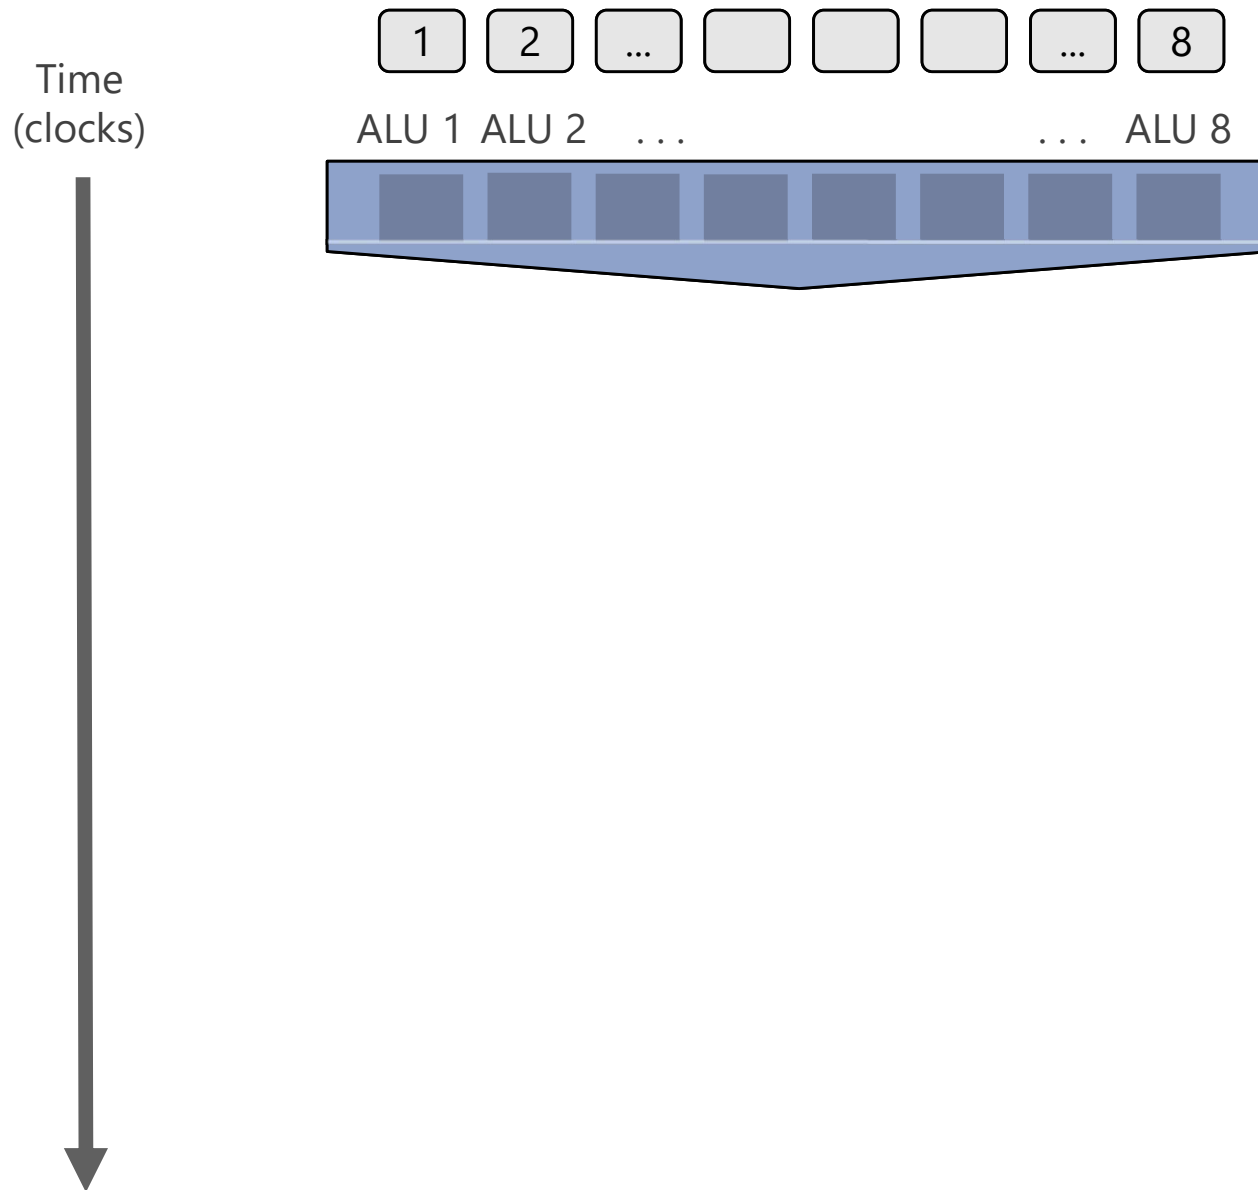 1 2 ... ... 8
Time
(clocks)
ALU 1 ALU 2 . . . . . . ALU 8